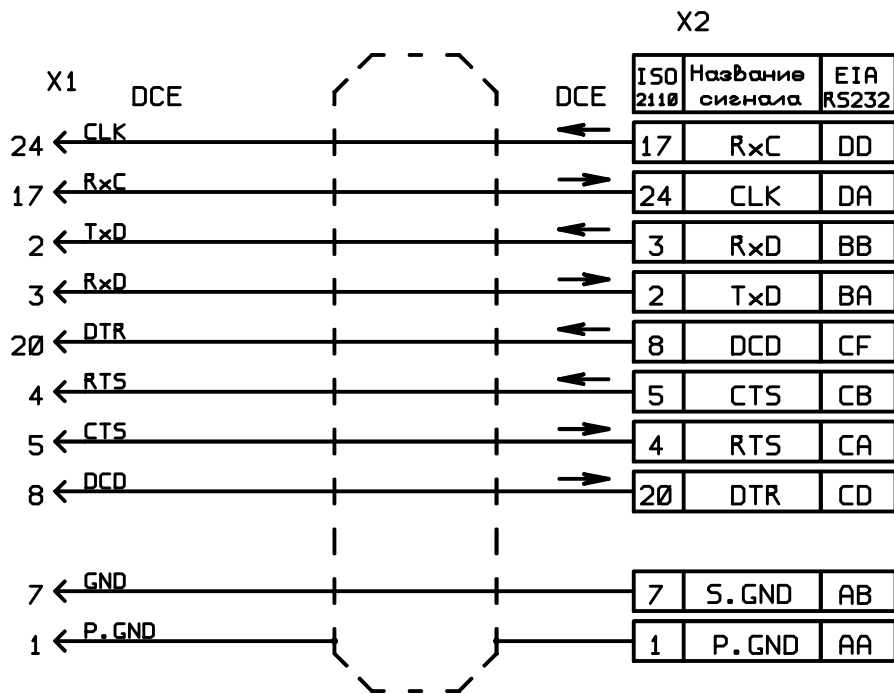 X2
X1
DCE
DCE
ISO 2110 Название сигнала EIA RS232
24 CLK 17 RxC DD
17 RxC 24 CLK DA
2 TxD 3 RxD BB
3 RxD 2 TxD BA
20 DTR 8 DCD CF
4 RTS 5 CTS CB
5 CTS 4 RTS CA
8 DCD 20 DTR CD
7 GND 7 S.GND AB
1 P.GND 1 P.GND AA